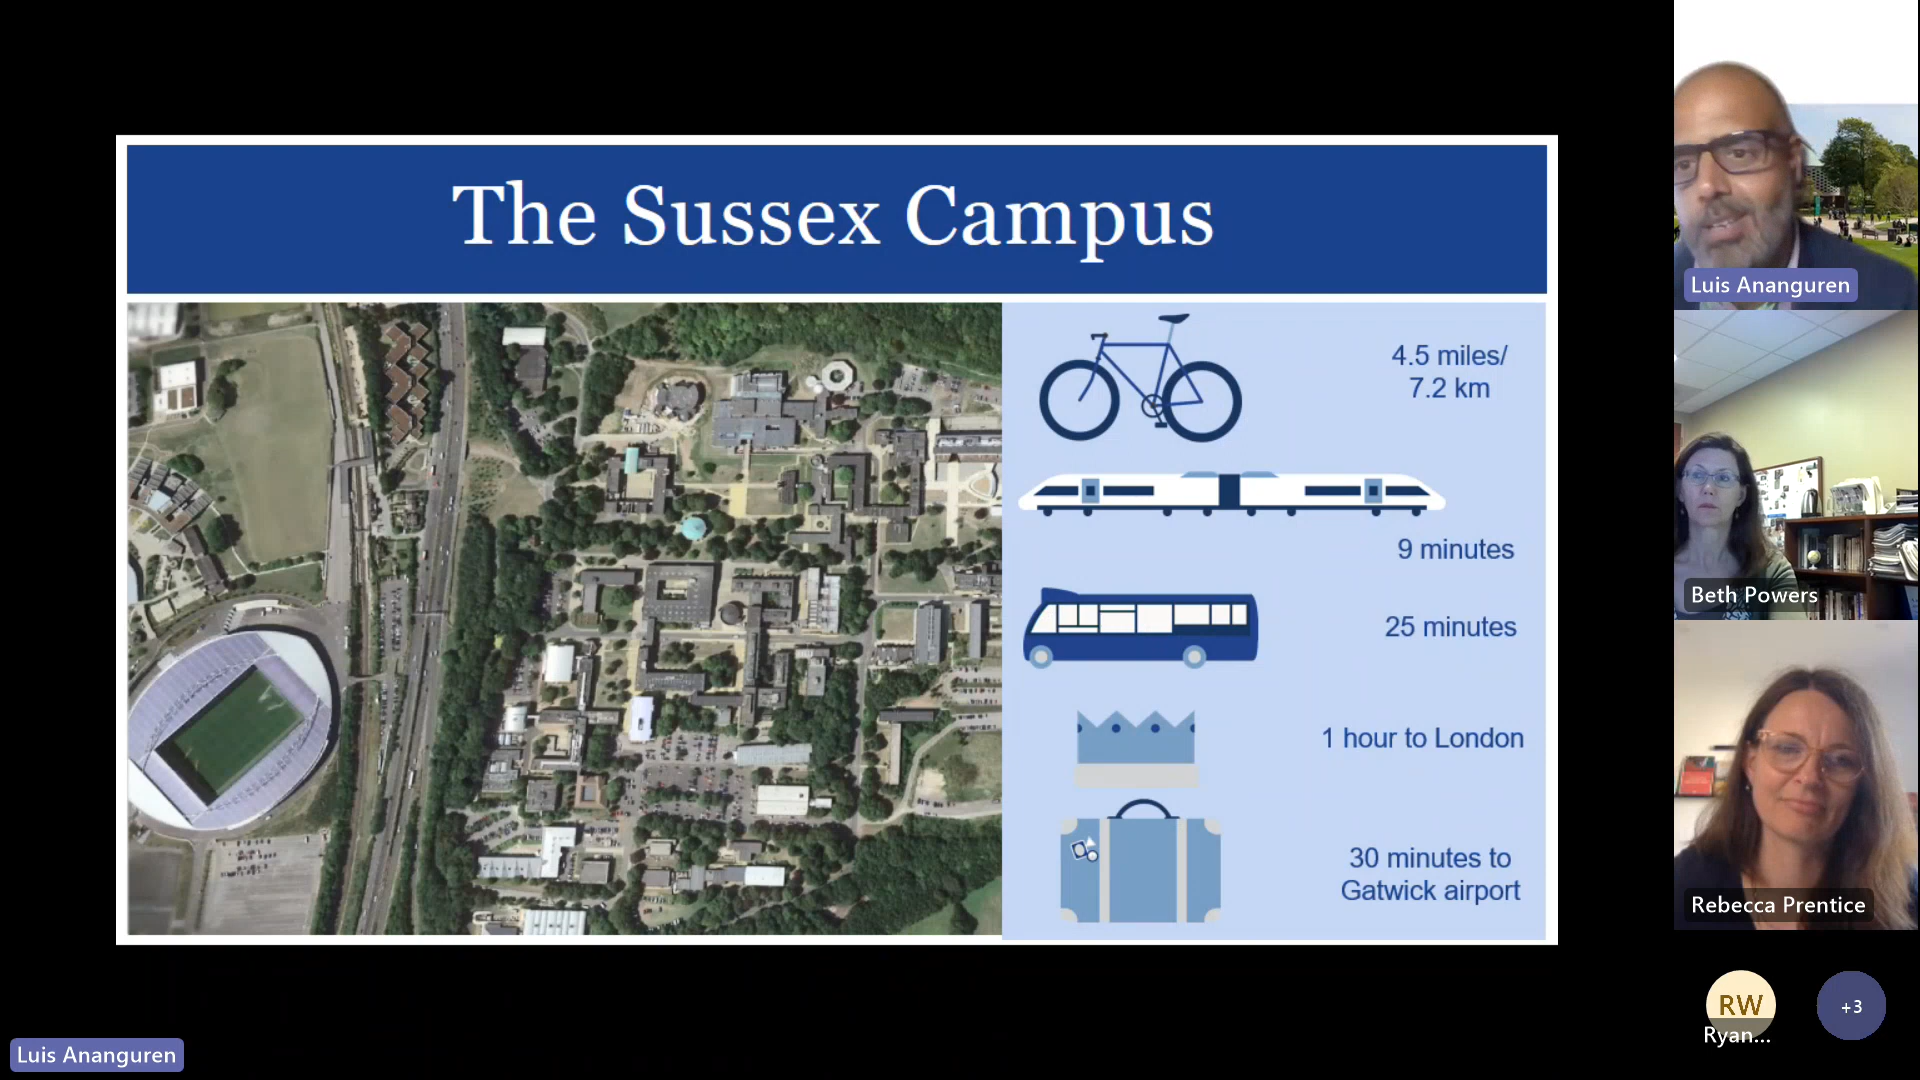 The Sussex Campus
4.5 miles/
7.2 km
9 minutes
25 minutes
1 hour to London
30 minutes to
Gatwick airport
Luis Ananguren
Beth Powers
Rebecca Prentice
RW
Ryan...
+3
Luis Ananguren